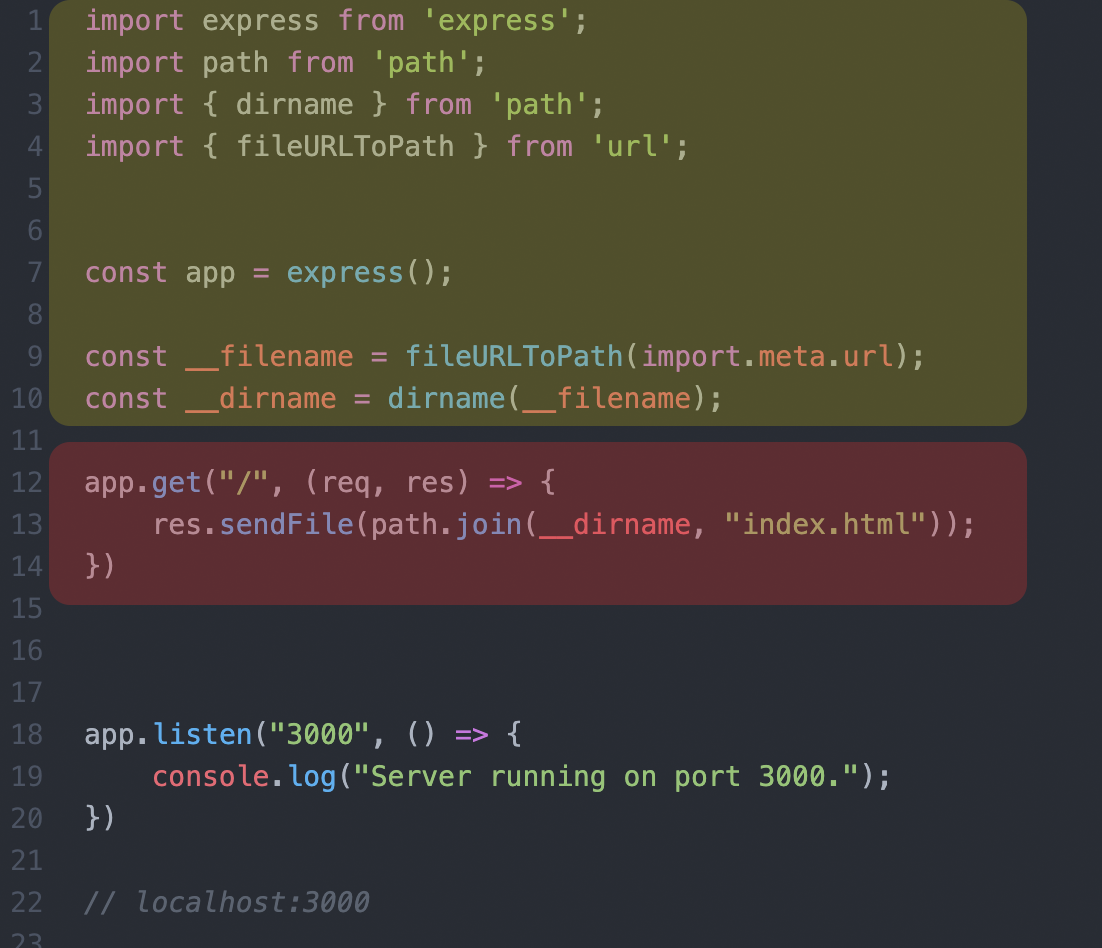 1 import express from 'express';
2 import path from 'path';
3 import { dirname } from 'path';
4 import { fileURLToPath } from 'url';
5
6
7 const app = express();
8
9 const __filename = fileURLToPath(import.meta.url);
10 const __dirname = dirname(__filename);
11
12 app.get("/", (req, res) => {
13     res.sendFile(path.join(__dirname, "index.html"));
14 })
15
16
17
18 app.listen("3000", () => {
19     console.log("Server running on port 3000.");
20 })
21
22 // localhost:3000
23